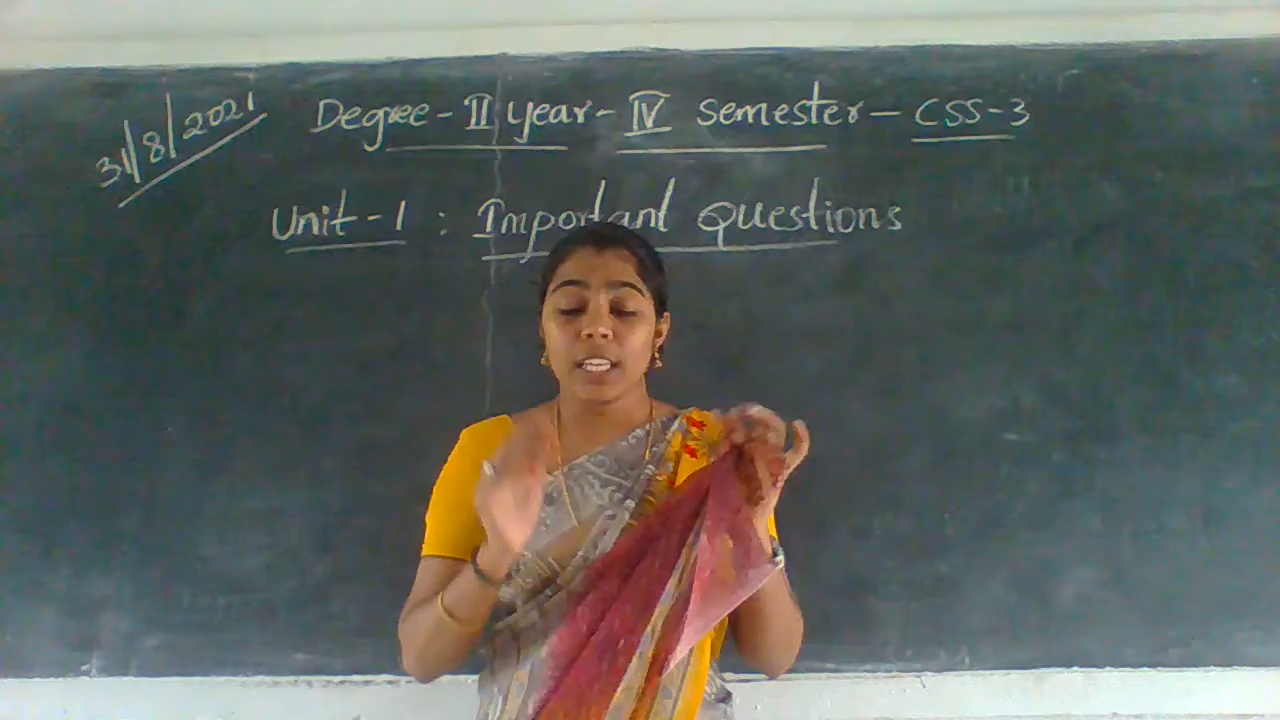 31/8/2021
Degree - II year - IV semester - CSS-3
Unit - 1 : Important Questions